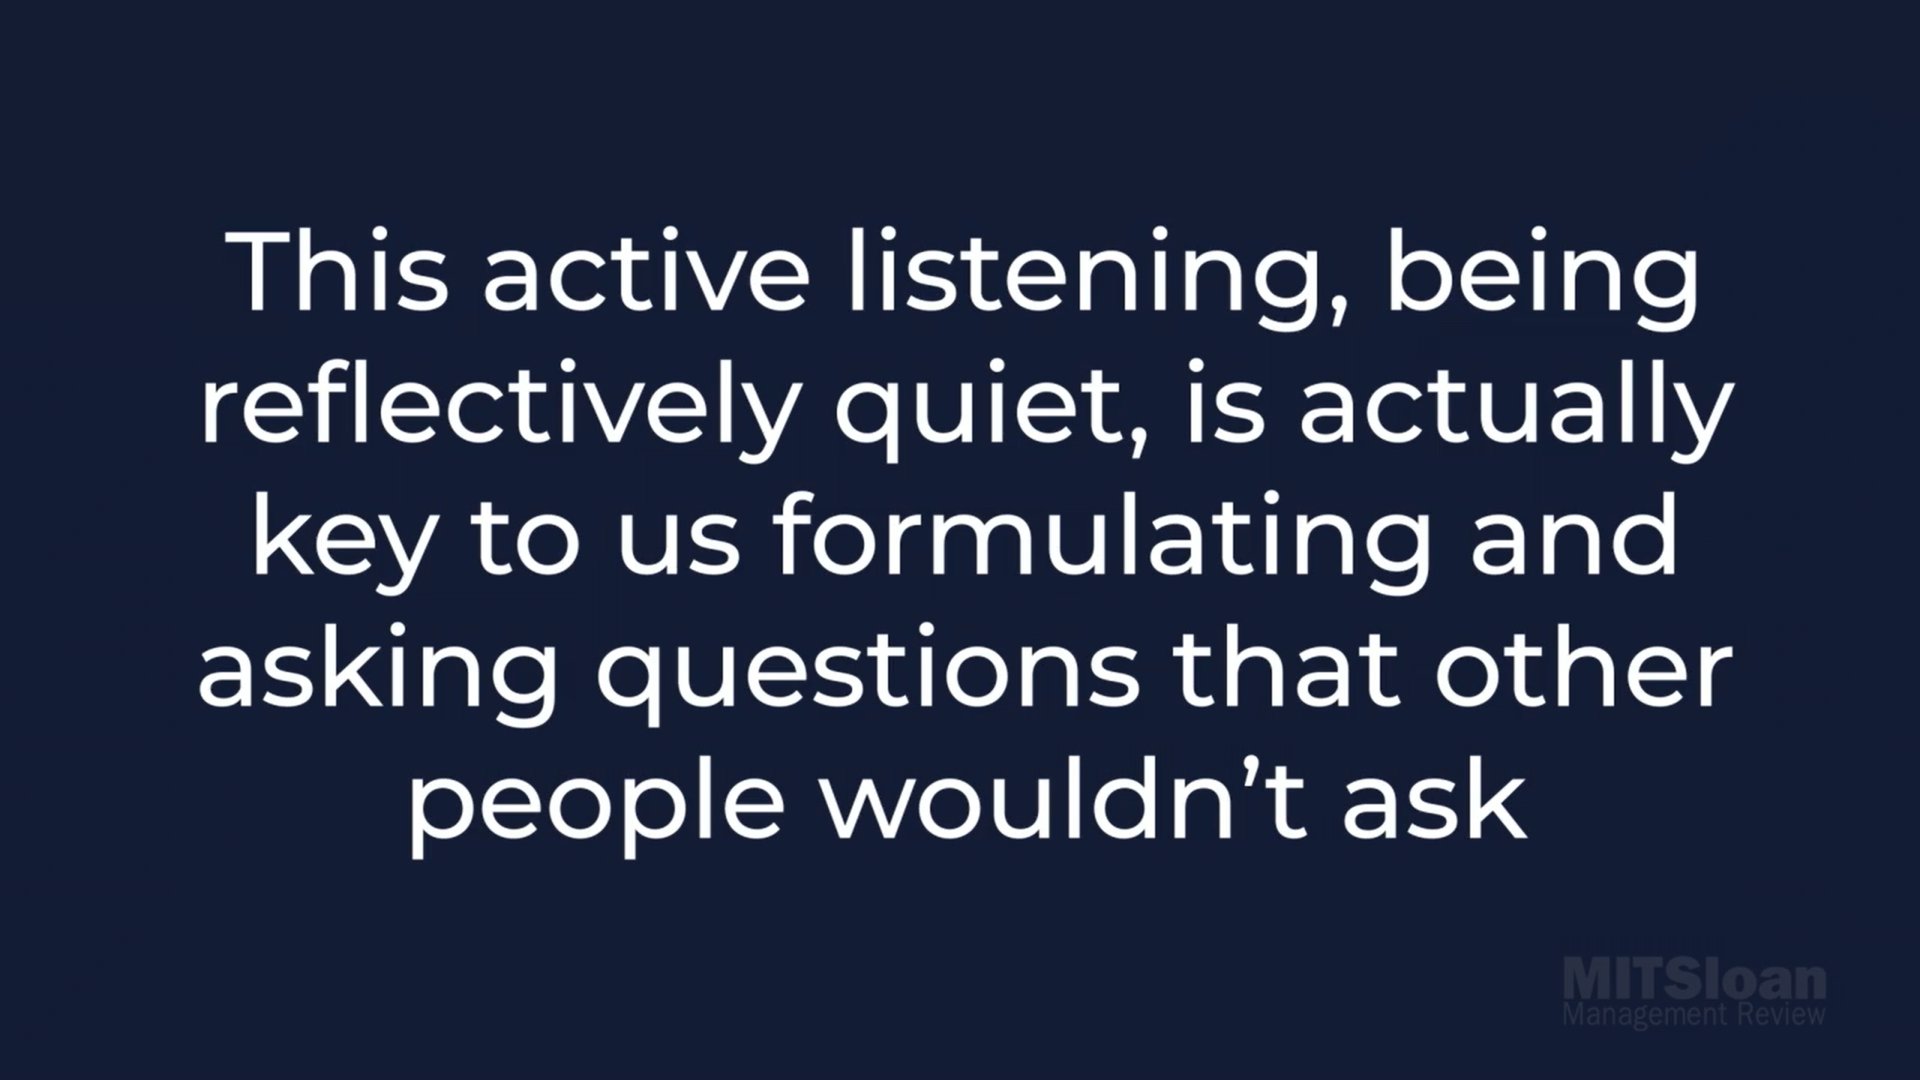 This active listening, being
reflectively quiet, is actually
key to us formulating and
asking questions that other
people wouldn’t ask
MITSloan
Management Review